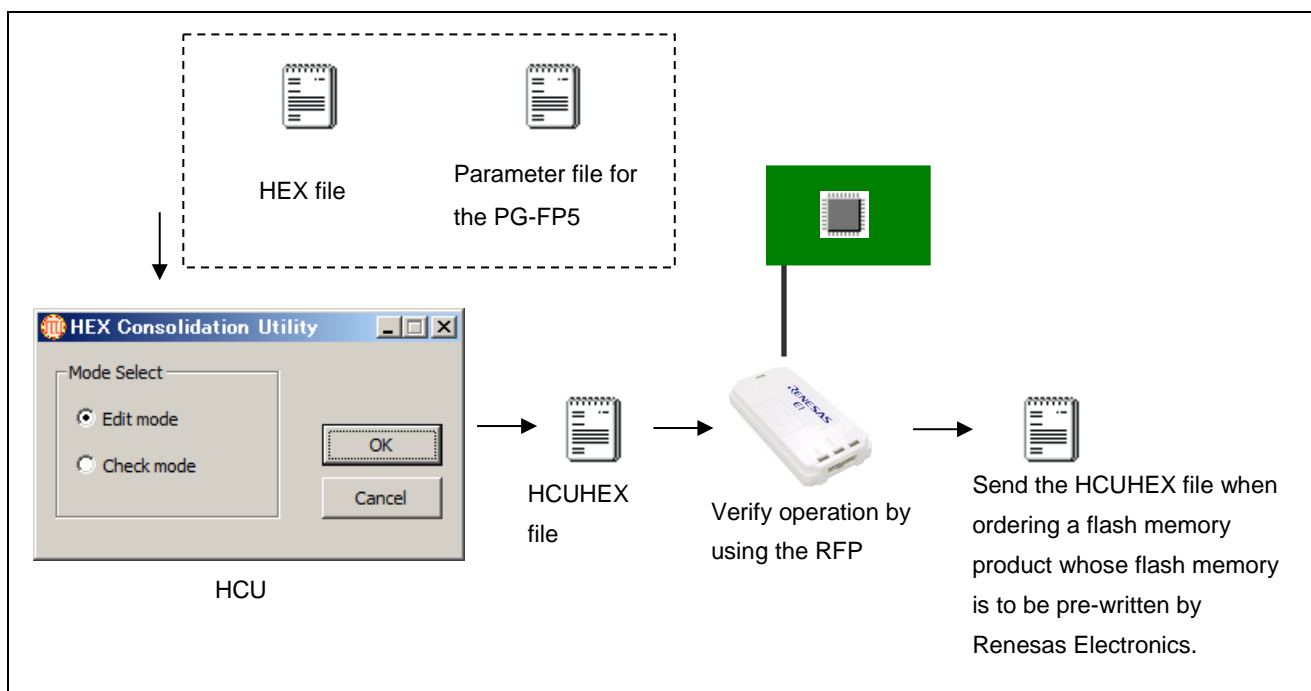 HEX file
Parameter file for
the PG-FP5
HEX Consolidation Utility
Mode Select
Edit mode
Check mode
OK
Cancel
HCU
HCUHEX
file
RENESAS
E1
Verify operation by
using the RFP
Send the HCUHEX file when
ordering a flash memory
product whose flash memory
is to be pre-written by
Renesas Electronics.